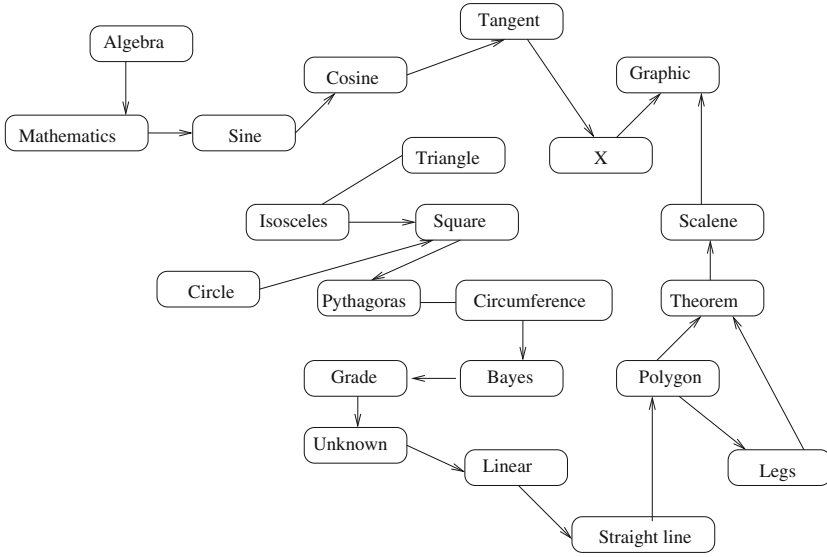 Tangent
Algebra
Cosine
Graphic
Mathematics
Sine
Triangle
X
Isosceles
Square
Scalene
Circle
Pythagoras
Circumference
Theorem
Grade
Bayes
Polygon
Unknown
Linear
Legs
Straight line